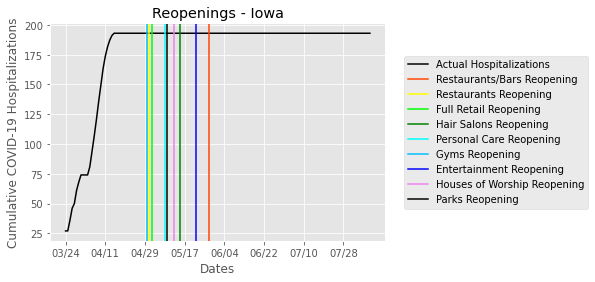 Reopenings - Iowa
Cumulative COVID-19 Hospitalizations
200
175
150
125
100
75
50
25
03/24 04/11 04/29 05/17 06/04 06/22 07/10 07/28
Dates
Actual Hospitalizations
Restaurants/Bars Reopening
Restaurants Reopening
Full Retail Reopening
Hair Salons Reopening
Personal Care Reopening
Gyms Reopening
Entertainment Reopening
Houses of Worship Reopening
Parks Reopening